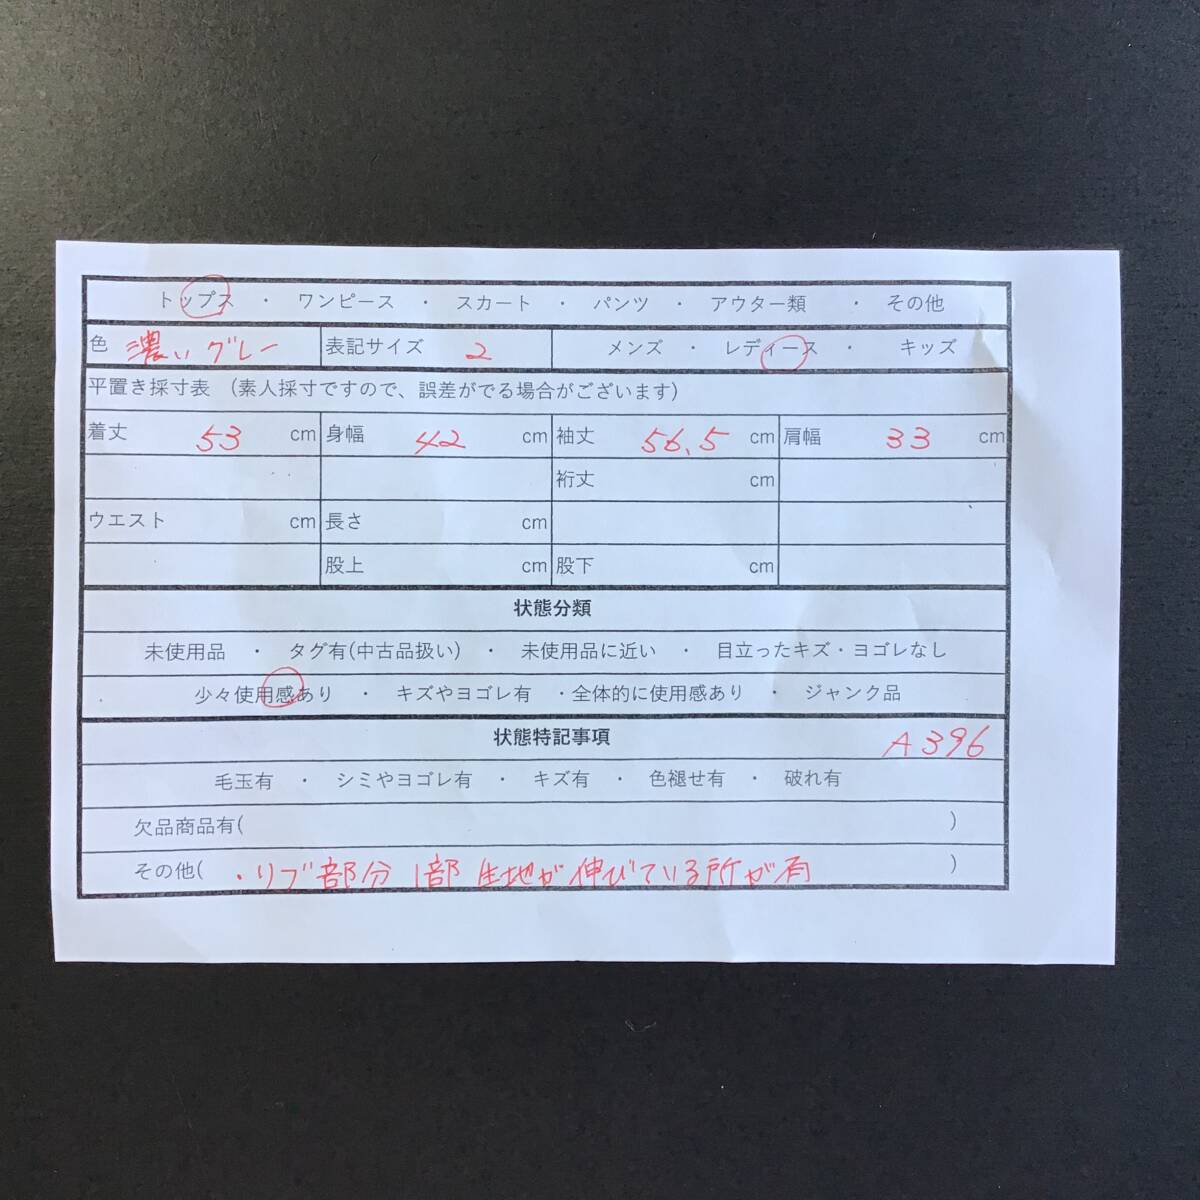 トップス ・ ワンピース ・ スカート ・ パンツ ・ アウター類 ・ その他
色 濃いグレー 表記サイズ 2 メンズ ・ レディース ・ キッズ
平置き採寸表 (素人採寸ですので、誤差がでる場合がございます)
着丈 53 cm 身幅 42 cm 袖丈 56.5 cm 肩幅 33 cm
裄丈 cm
ウエスト cm 長さ cm
股上 cm 股下 cm
状態分類
未使用品 ・ タグ有(中古品扱い) ・ 未使用品に近い ・ 目立ったキズ・ヨゴレなし
少々使用感あり ・ キズやヨゴレ有 ・全体的に使用感あり ・ ジャンク品
状態特記事項 A396
毛玉有 ・ シミやヨゴレ有 ・ キズ有 ・ 色褪せ有 ・ 破れ有
欠品商品有( )
その他( ・リブ部分 1部 生地が伸びている所が有 )